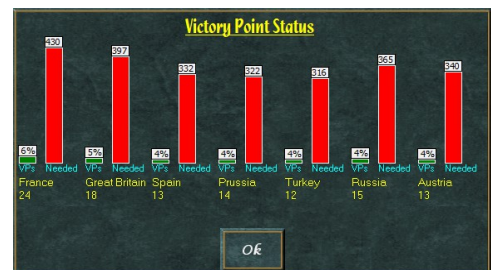 Victory Point Status
430 397 332 322 316 365 340
6% 5% 4% 4% 4% 4% 4%
VPs Needed VPs Needed VPs Needed VPs Needed VPs Needed VPs Needed VPs Needed
France Great Britain Spain Prussia Turkey Russia Austria
24 18 13 14 12 15 13
Ok